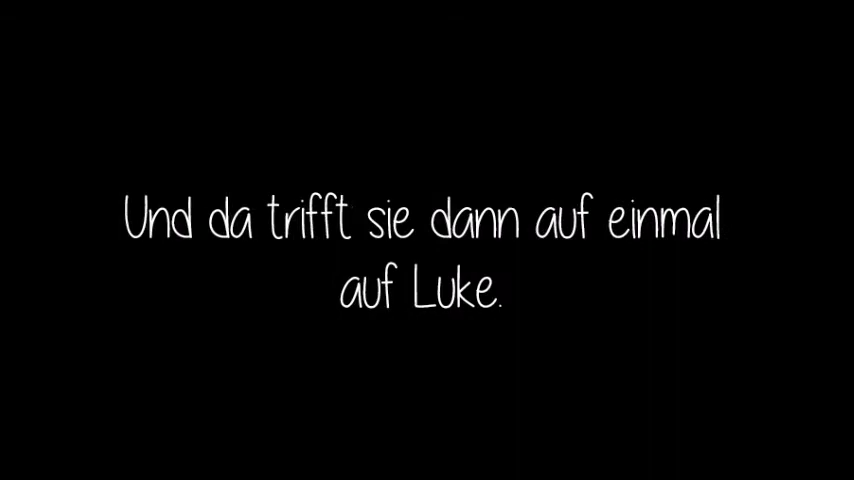 Und da trifft sie dann auf einmal
auf Luke.